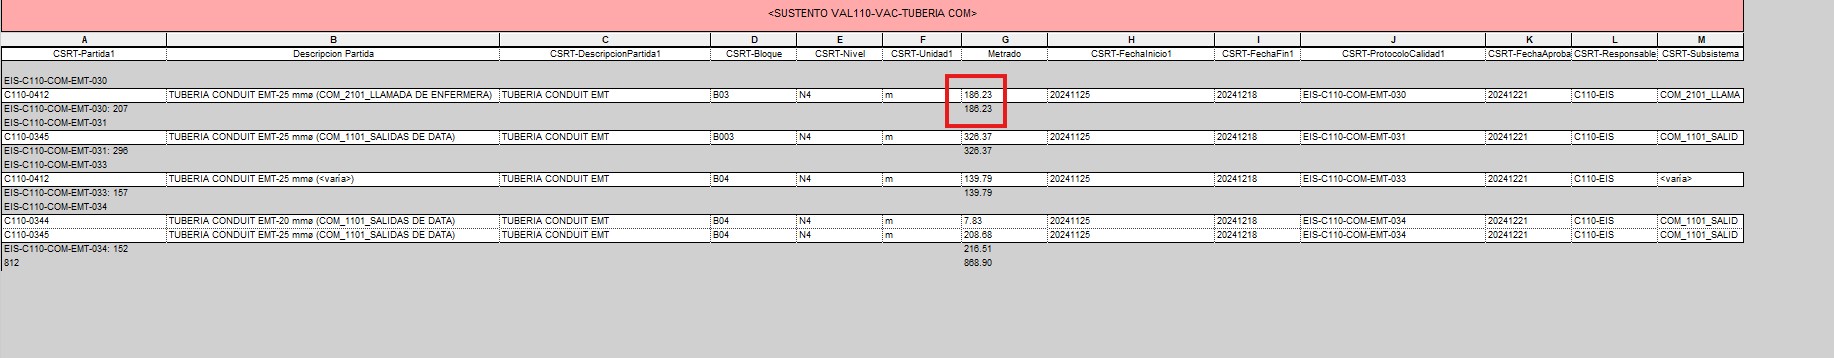 <SUSTENTO VAL110-VAC-TUBERIA COM>
A B C D E F G H I J K L M
CSRT-Partida1 Descripcion Partida CSRT-DescripcionPartida1 CSRT-Bloque CSRT-Nivel CSRT-Unidad1 Metrado CSRT-FechaInicio1 CSRT-FechaFin1 CSRT-ProtocoloCalidad1 CSRT-FechaAproba CSRT-Responsable CSRT-Subsistema
EIS-C110-COM-EMT-030
C110-0412 TUBERIA CONDUIT EMT-25 mmø (COM_2101_LLAMADA DE ENFERMERA) TUBERIA CONDUIT EMT B03 N4 m 186.23 20241125 20241218 EIS-C110-COM-EMT-030 20241221 C110-EIS COM_2101_LLAMA
EIS-C110-COM-EMT-030: 207 186.23
EIS-C110-COM-EMT-031
C110-0345 TUBERIA CONDUIT EMT-25 mmø (COM_1101_SALIDAS DE DATA) TUBERIA CONDUIT EMT B003 N4 m 326.37 20241125 20241218 EIS-C110-COM-EMT-031 20241221 C110-EIS COM_1101_SALID
EIS-C110-COM-EMT-031: 296 326.37
EIS-C110-COM-EMT-033
C110-0412 TUBERIA CONDUIT EMT-25 mmø (<varía>) TUBERIA CONDUIT EMT B04 N4 m 139.79 20241125 20241218 EIS-C110-COM-EMT-033 20241221 C110-EIS <varía>
EIS-C110-COM-EMT-033: 157 139.79
EIS-C110-COM-EMT-034
C110-0344 TUBERIA CONDUIT EMT-20 mmø (COM_1101_SALIDAS DE DATA) TUBERIA CONDUIT EMT B04 N4 m 7.83 20241125 20241218 EIS-C110-COM-EMT-034 20241221 C110-EIS COM_1101_SALID
C110-0345 TUBERIA CONDUIT EMT-25 mmø (COM_1101_SALIDAS DE DATA) TUBERIA CONDUIT EMT B04 N4 m 208.68 20241125 20241218 EIS-C110-COM-EMT-034 20241221 C110-EIS COM_1101_SALID
EIS-C110-COM-EMT-034: 152 216.51
812 868.90